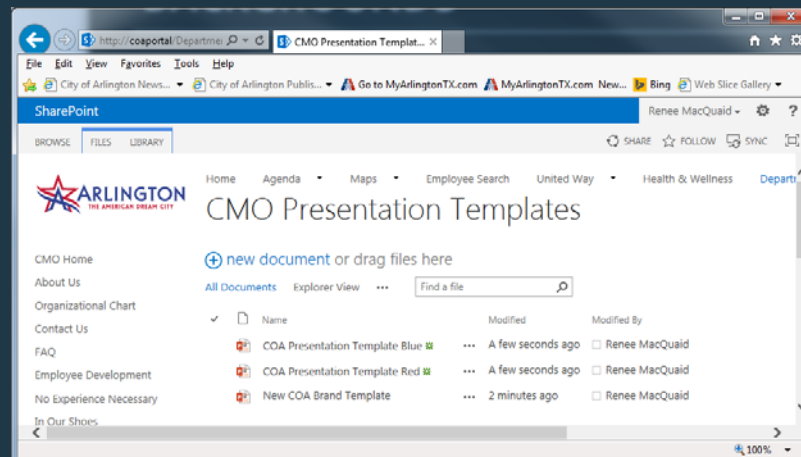 http://coaportal/Departmei
CMO Presentation Templat...
File Edit View Favorites Tools Help
City of Arlington News...
City of Arlington Publis...
Go to MyArlingtonTX.com
MyArlingtonTX.com New...
Bing
Web Slice Gallery
SharePoint
Renee MacQuaid
?
BROWSE FILES LIBRARY
SHARE FOLLOW SYNC
ARLINGTON
THE AMERICAN DREAM CITY
Home Agenda Maps Employee Search United Way Health & Wellness Departr
CMO Presentation Templates
CMO Home
About Us
Organizational Chart
Contact Us
FAQ
Employee Development
No Experience Necessary
In Our Shoes
new document or drag files here
All Documents Explorer View ... Find a file
Name Modified Modified By
COA Presentation Template Blue ... A few seconds ago Renee MacQuaid
COA Presentation Template Red ... A few seconds ago Renee MacQuaid
New COA Brand Template ... 2 minutes ago Renee MacQuaid
100%